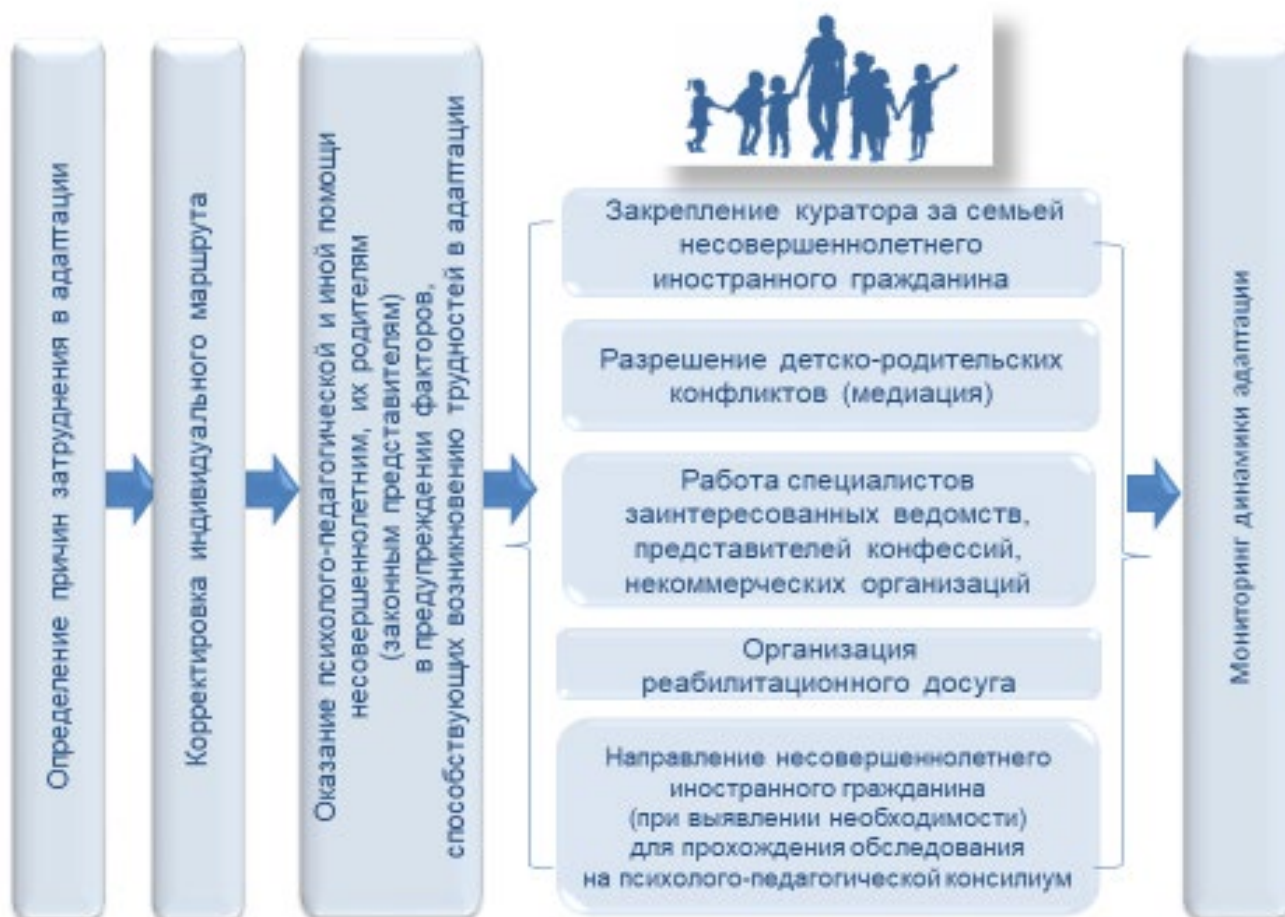 Определение причин затруднения в адаптации
Корректировка индивидуального маршрута
Оказание психолого-педагогической и иной помощи
несовершеннолетним, их родителям
(законным представителям)
в предупреждении факторов,
способствующих возникновению трудностей в адаптации
Закрепление куратора за семьей
несовершеннолетнего
иностранного гражданина
Разрешение детско-родительских
конфликтов (медиация)
Работа специалистов
заинтересованных ведомств,
представителей конфессий,
некоммерческих организаций
Организация
реабилитационного досуга
Направление несовершеннолетнего
иностранного гражданина
(при выявлении необходимости)
для прохождения обследования
на психолого-педагогической консилиум
Мониторинг динамики адаптации